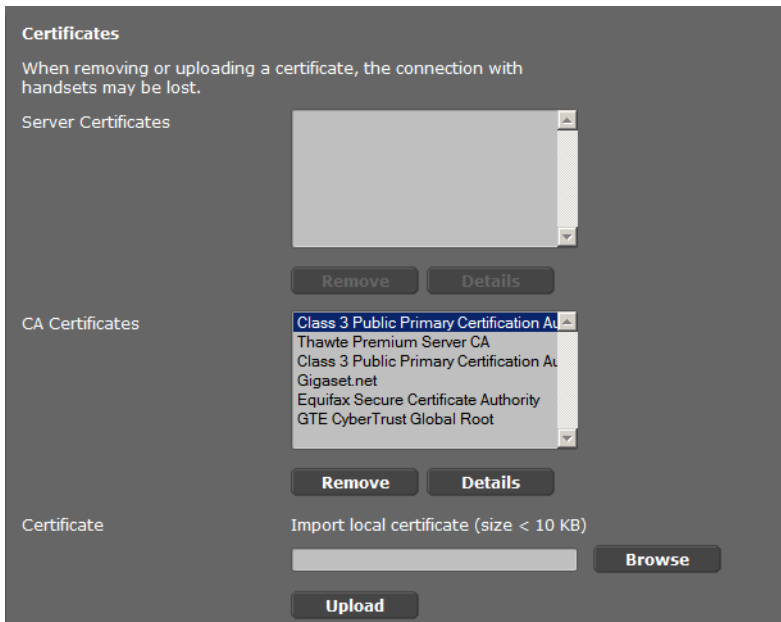 Certificates
When removing or uploading a certificate, the connection with
handsets may be lost.
Server Certificates
Remove Details
CA Certificates
Class 3 Public Primary Certification Au
Thawte Premium Server CA
Class 3 Public Primary Certification Au
Gigaset.net
Equifax Secure Certificate Authority
GTE CyberTrust Global Root
Remove Details
Certificate Import local certificate (size < 10 KB)
Browse
Upload